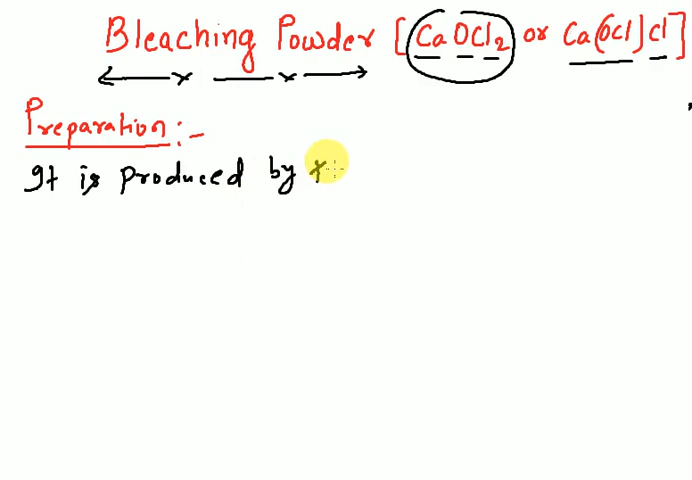 Bleaching Powder [CaOCl₂ or Ca(OCl)Cl]
Preparation:-
It is produced by